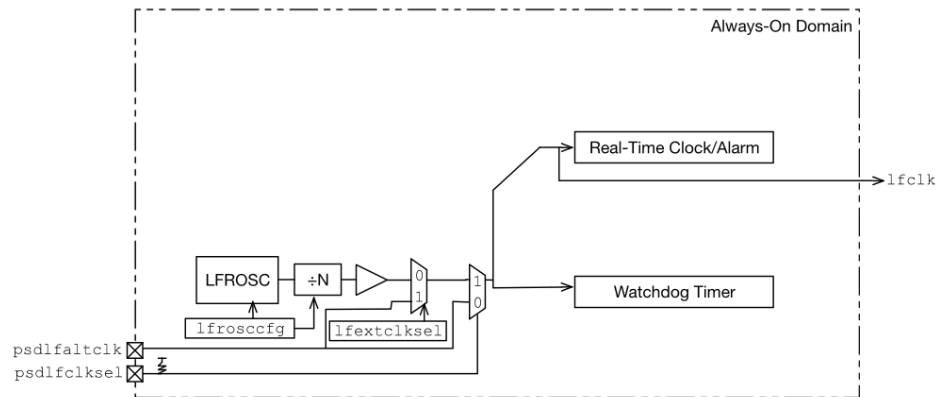 Always-On Domain
Real-Time Clock/Alarm
lfclk
LFROSC
÷N
0
1
1
0
Watchdog Timer
lfrosccfg
lfextclksel
psdlfaltclk
psdlfclksel